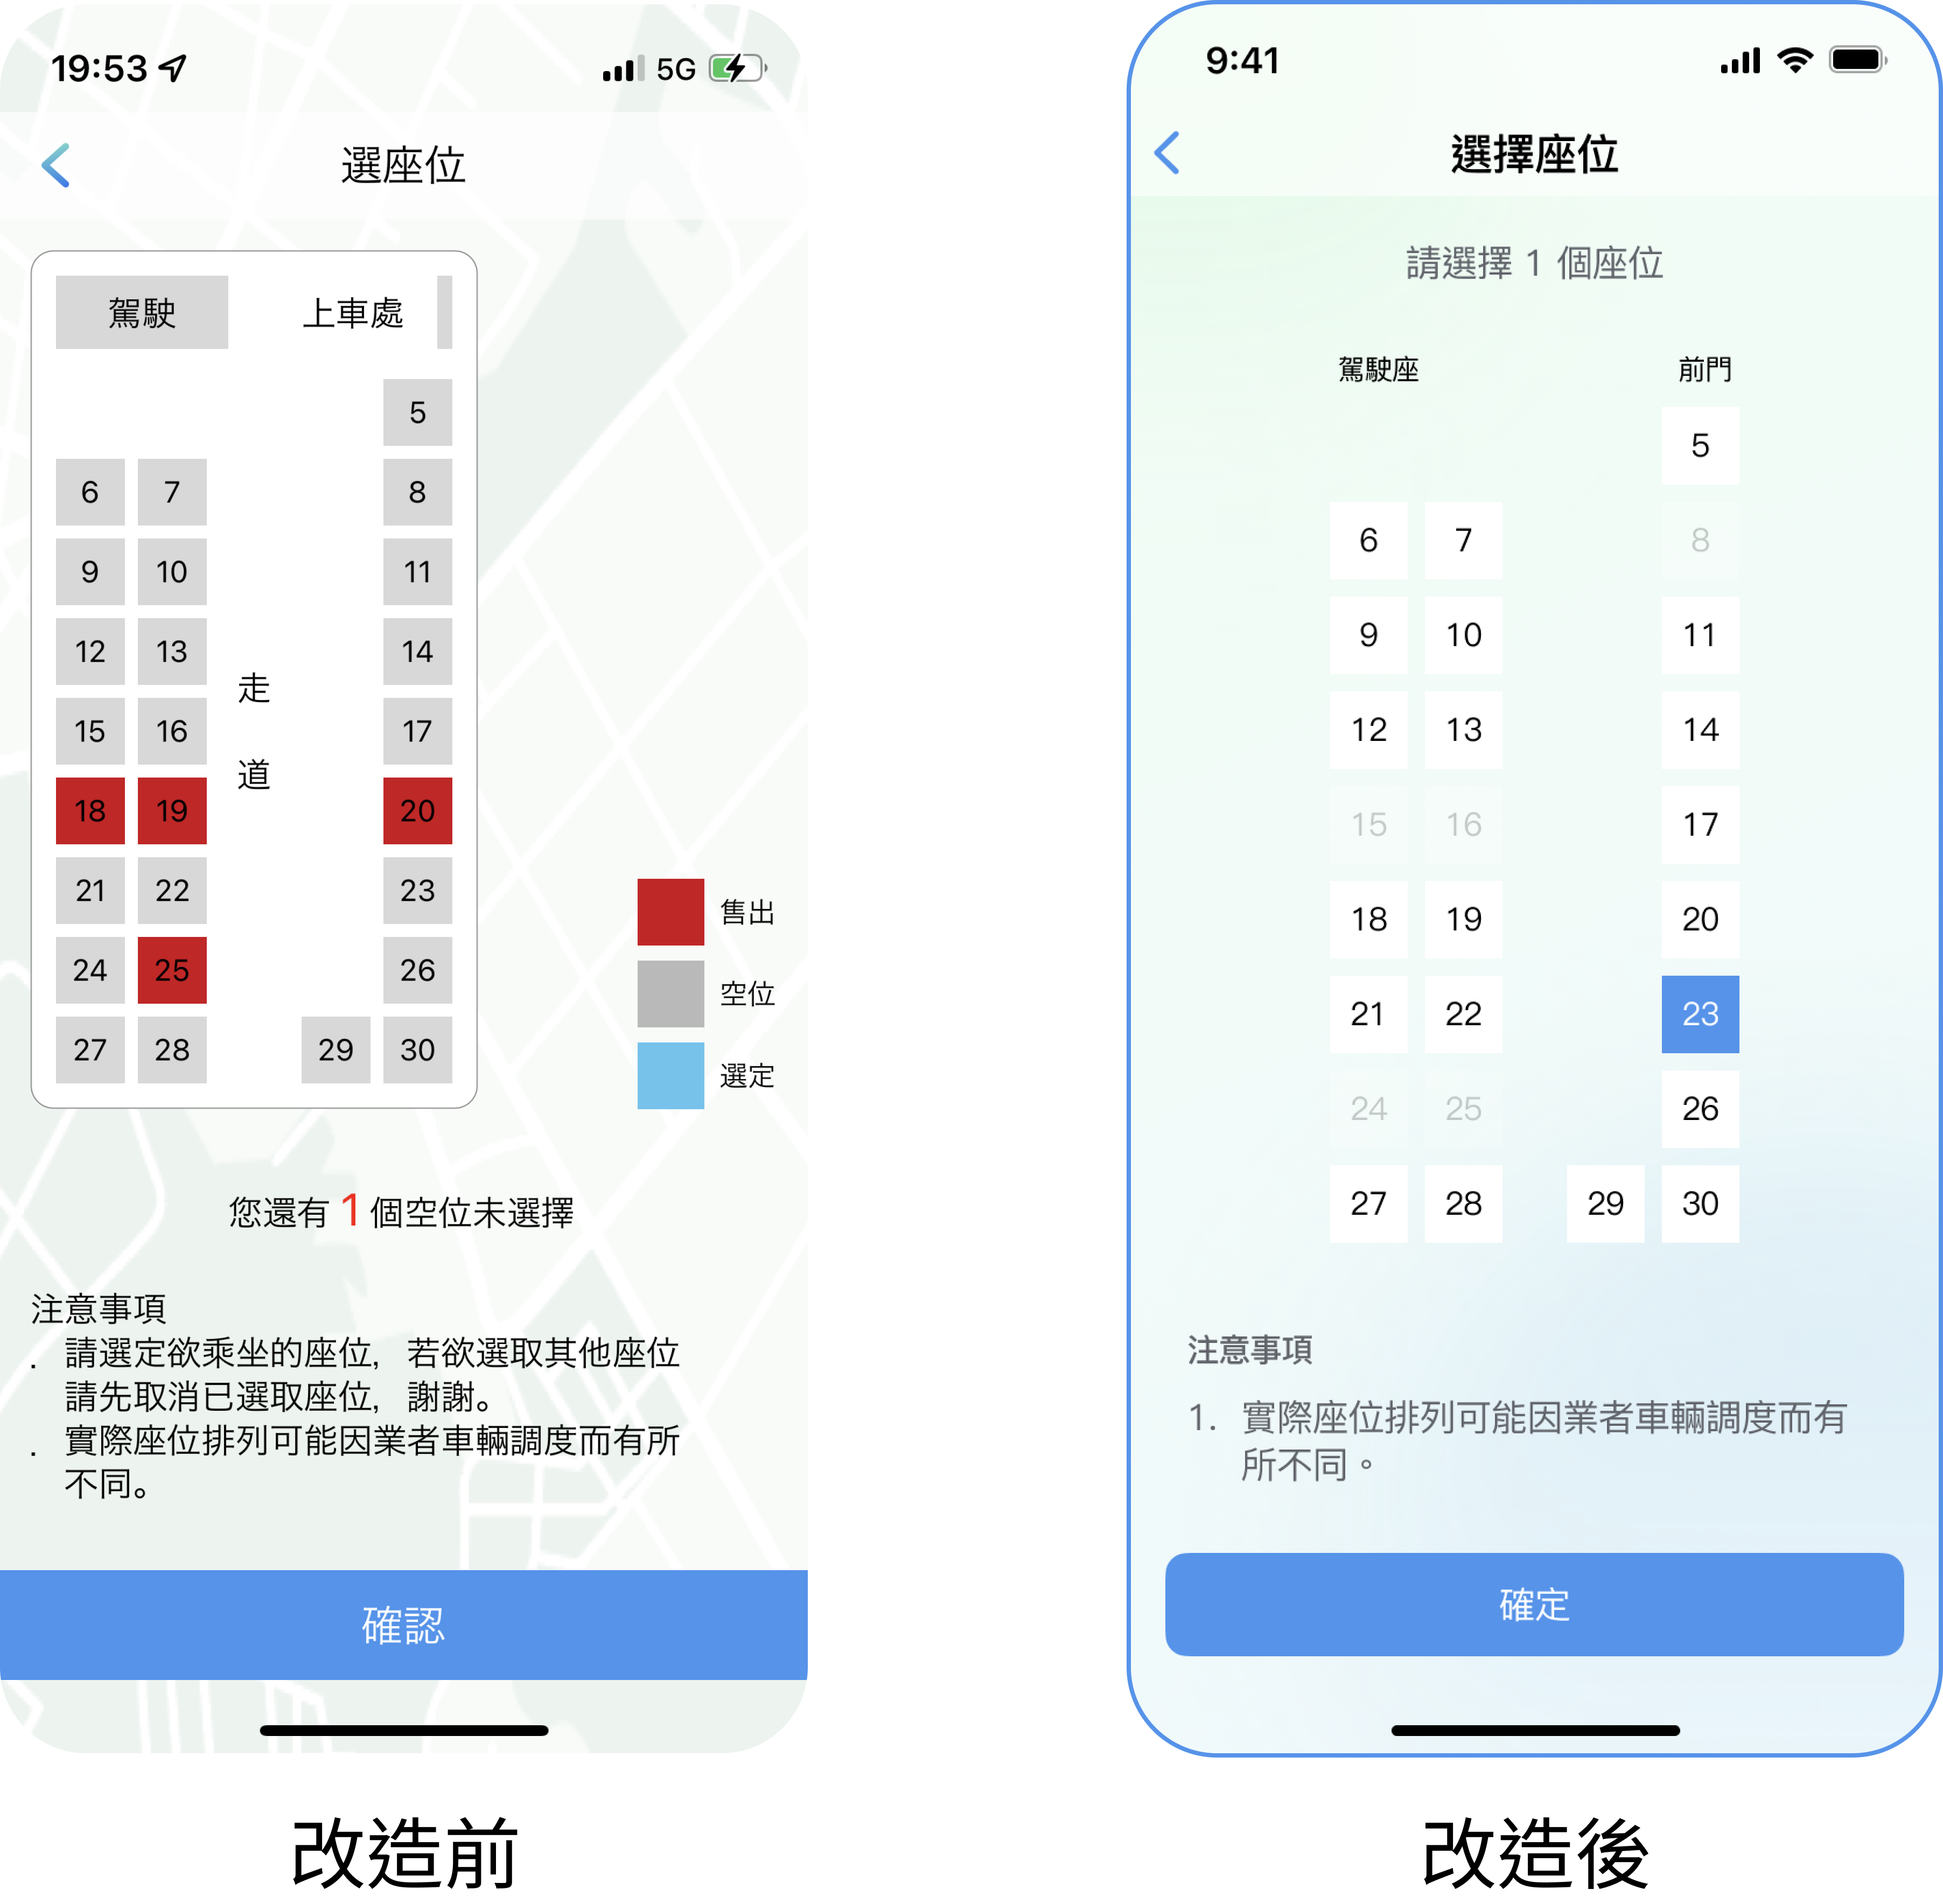 19:53 5G
選座位
駕駛 上車處
5
6 7 8
9 10 11
12 13 14
走
15 16 17
道
18 19 20
21 22 23
24 25 26
27 28 29 30
售出
空位
選定
您還有 1 個空位未選擇
注意事項
. 請選定欲乘坐的座位, 若欲選取其他座位
請先取消已選取座位, 謝謝。
. 實際座位排列可能因業者車輛調度而有所
不同。
確認
改造前
9:41
選擇座位
請選擇 1 個座位
駕駛座 前門
5
6 7 8
9 10 11
12 13 14
15 16 17
18 19 20
21 22 23
24 25 26
27 28 29 30
注意事項
1. 實際座位排列可能因業者車輛調度而有
所不同。
確定
改造後